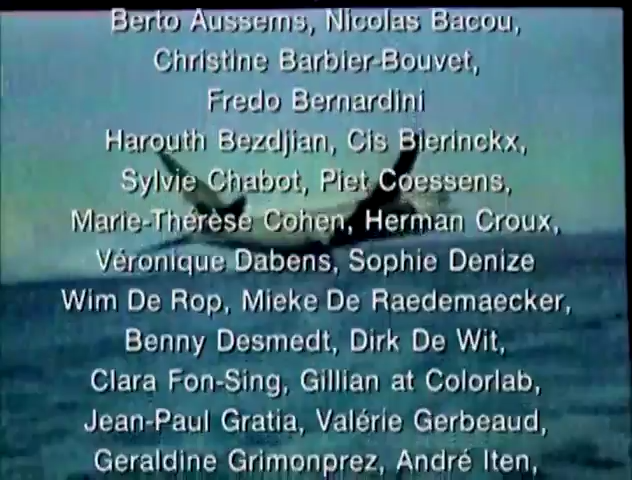 Berto Aussems, Nicolas Bacou,
Christine Barbier-Bouvet,
Fredo Bernardini
Harouth Bezdjian, Cis Bierinckx,
Sylvie Chabot, Piet Coessens,
Marie-Thérèse Cohen, Herman Croux,
Véronique Dabens, Sophie Denize
Wim De Rop, Mieke De Raedemaecker,
Benny Desmedt, Dirk De Wit,
Clara Fon-Sing, Gillian at Colorlab,
Jean-Paul Gratia, Valérie Gerbeaud,
Geraldine Grimonprez, André Iten,